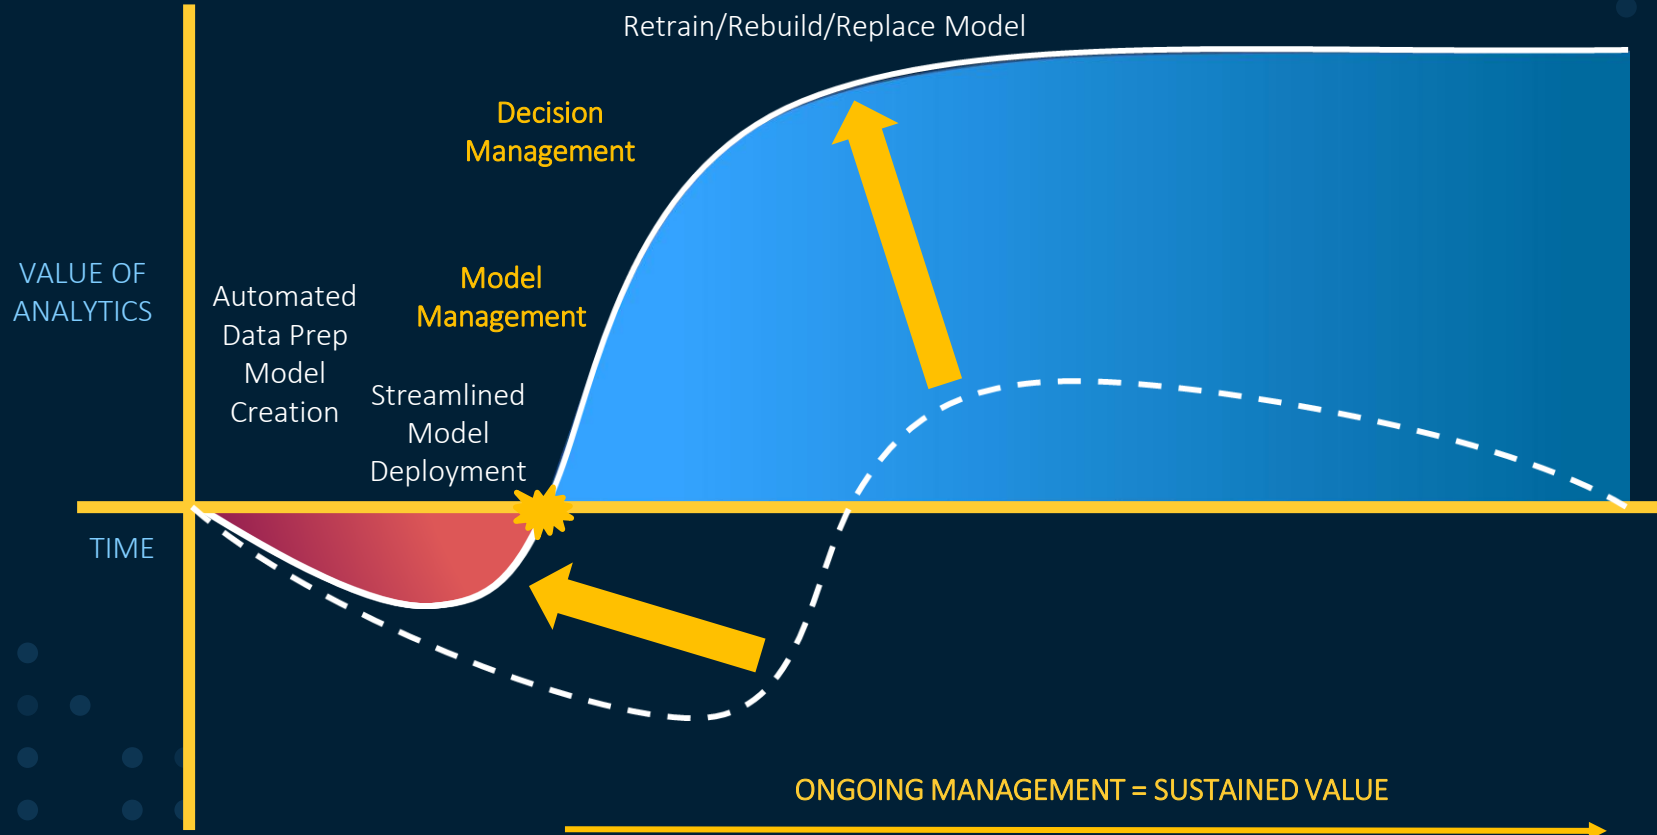 Retrain/Rebuild/Replace Model
Decision
Management
Model
Management
VALUE OF
ANALYTICS
Automated
Data Prep
Model
Creation
Streamlined
Model
Deployment
TIME
ONGOING MANAGEMENT = SUSTAINED VALUE